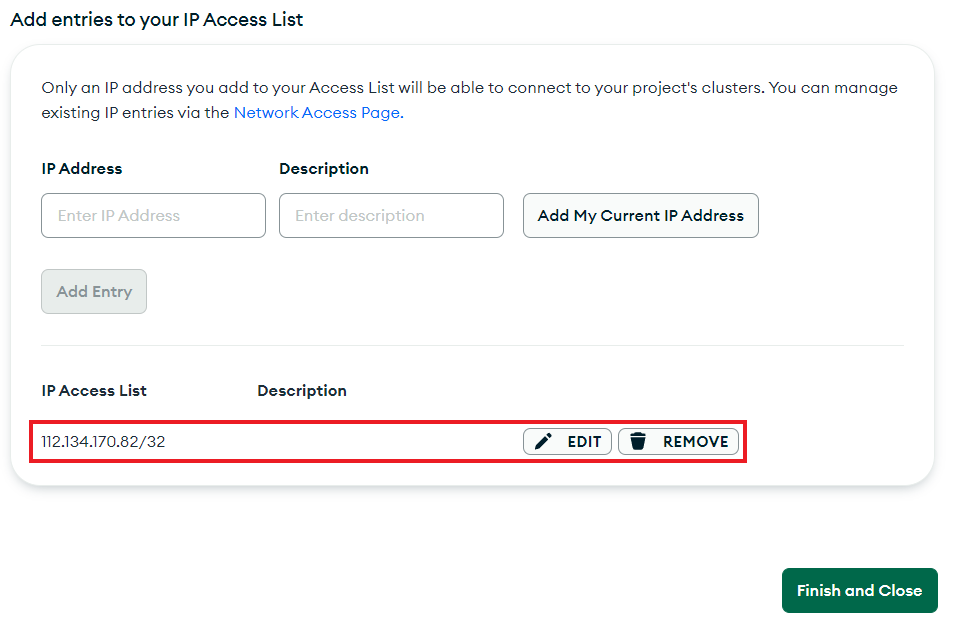 Add entries to your IP Access List
Only an IP address you add to your Access List will be able to connect to your project's clusters. You can manage
existing IP entries via the Network Access Page.
IP Address Description
Enter IP Address Enter description Add My Current IP Address
Add Entry
IP Access List Description
112.134.170.82/32 EDIT REMOVE
Finish and Close